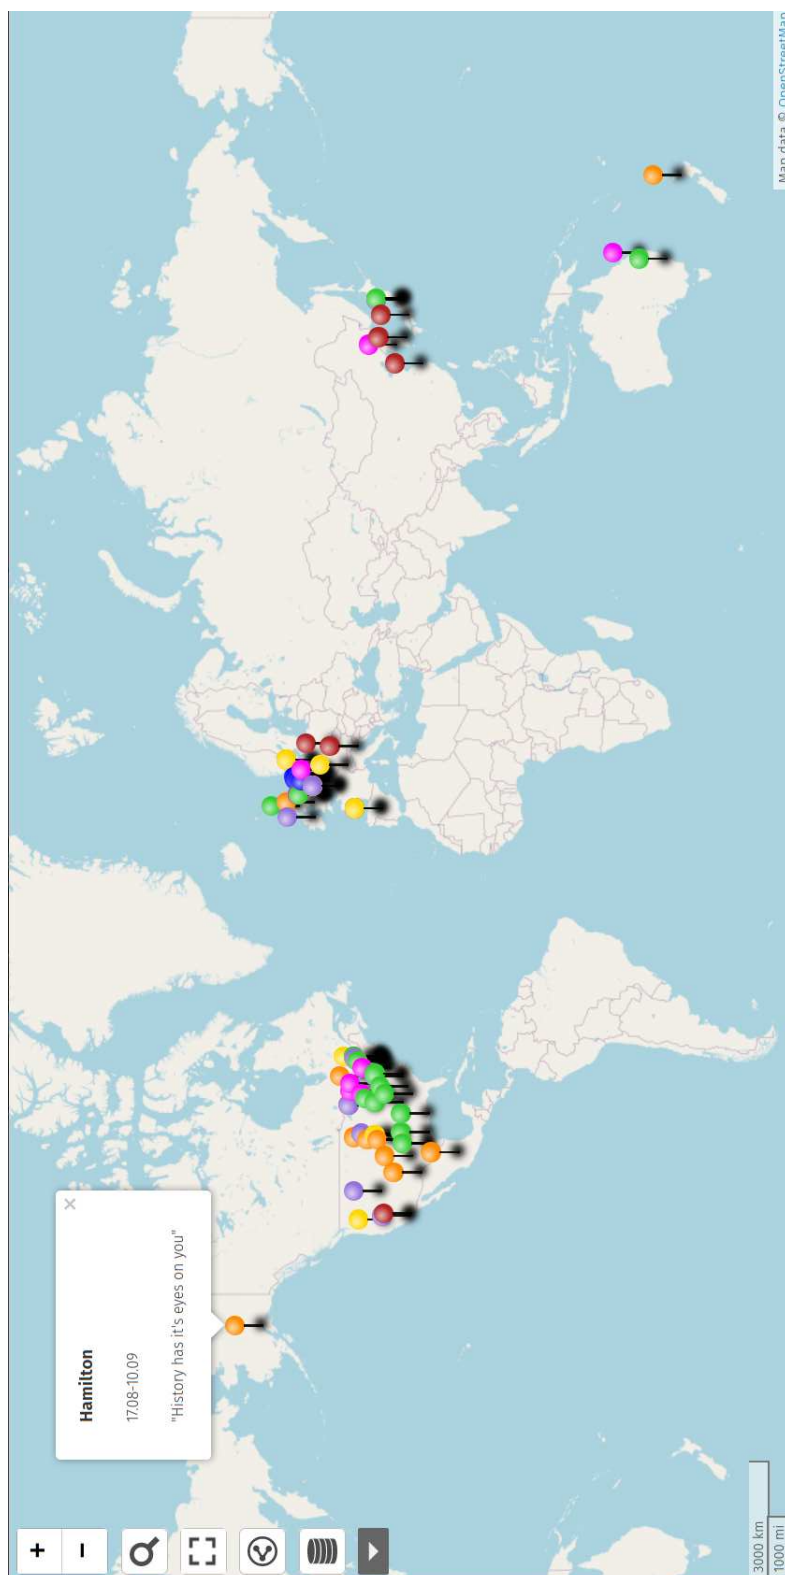 +
−
Hamilton
17.08-10.09
"History has it's eyes on you"
3000 km
1000 mi
Map data © OpenStreetMap